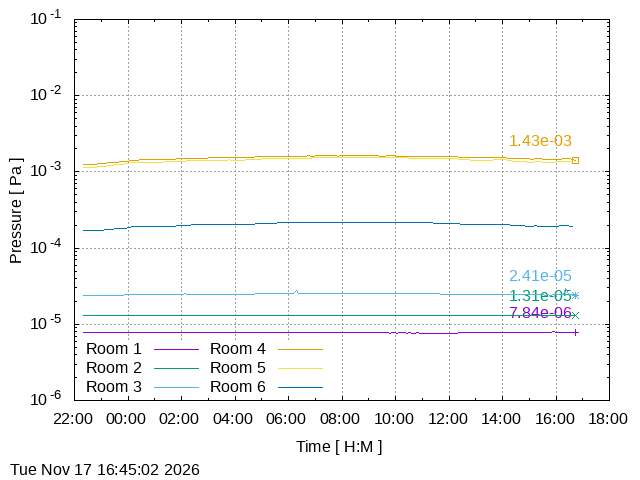 10^-1
10^-2
10^-3
10^-4
10^-5
10^-6
Pressure [ Pa ]
1.43e-03
2.41e-05
1.31e-05
7.84e-06
Room 1 Room 4
Room 2 Room 5
Room 3 Room 6
22:00 00:00 02:00 04:00 06:00 08:00 10:00 12:00 14:00 16:00 18:00
Time [ H:M ]
Tue Nov 17 16:45:02 2026